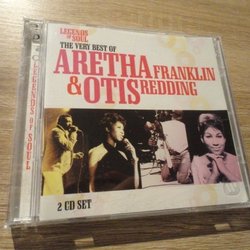 LEGENDS OF SOUL
LEGENDS
OF SOUL
THE VERY BEST OF
ARETHA FRANKLIN
& OTIS REDDING
2 CD SET